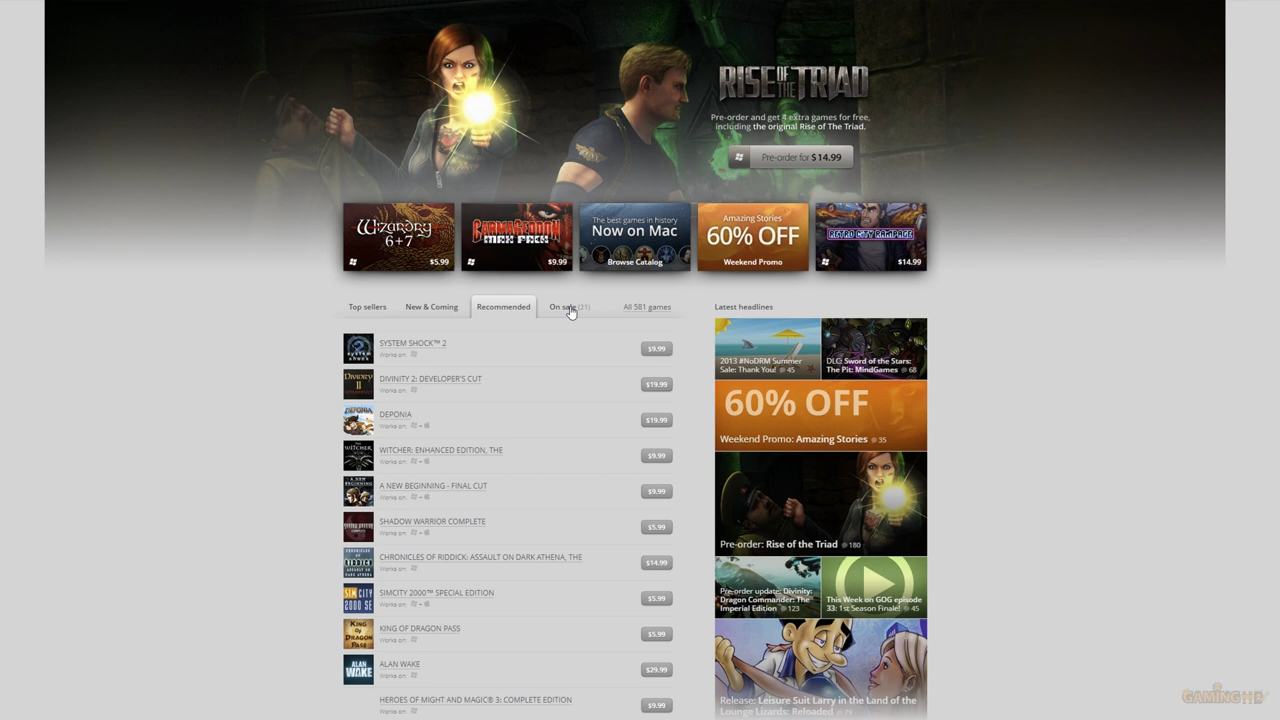 RISE OF THE TRIAD
Pre-order and get 4 extra games for free,
including the original Rise of The Triad.
Pre-order for $14.99
Wizardry
6+7
$5.99
CARMAGEDDON
MAX PACK
$9.99
The best games in history
Now on Mac
Browse Catalog
Amazing Stories
60% OFF
Weekend Promo
RETRO CITY RAMPAGE
$14.99
Top sellers
New & Coming
Recommended
On sale (21)
All 581 games
SYSTEM SHOCK™ 2
Works on:
$9.99
DIVINITY 2: DEVELOPER'S CUT
Works on:
$19.99
DEPONIA
Works on: +
$19.99
WITCHER: ENHANCED EDITION, THE
Works on: +
$9.99
A NEW BEGINNING - FINAL CUT
Works on: +
$9.99
SHADOW WARRIOR COMPLETE
Works on: +
$5.99
CHRONICLES OF RIDDICK: ASSAULT ON DARK ATHENA, THE
Works on:
$14.99
SIMCITY 2000™ SPECIAL EDITION
Works on: +
$5.99
KING OF DRAGON PASS
Works on:
$5.99
ALAN WAKE
Works on:
$29.99
HEROES OF MIGHT AND MAGIC® 3: COMPLETE EDITION
$9.99
Latest headlines
2013 #NoDRM Summer
Sale: Thank You! 45
DLC: Sword of the Stars:
The Pit: MindGames 68
60% OFF
Weekend Promo: Amazing Stories 35
Pre-order: Rise of the Triad 180
Pre-order update: Divinity:
Dragon Commander: The
Imperial Edition 123
This Week on GOG episode
33: 1st Season Finale! 45
Release: Leisure Suit Larry in the Land of the
Lounge Lizards: Reloaded 79
GAMING HD